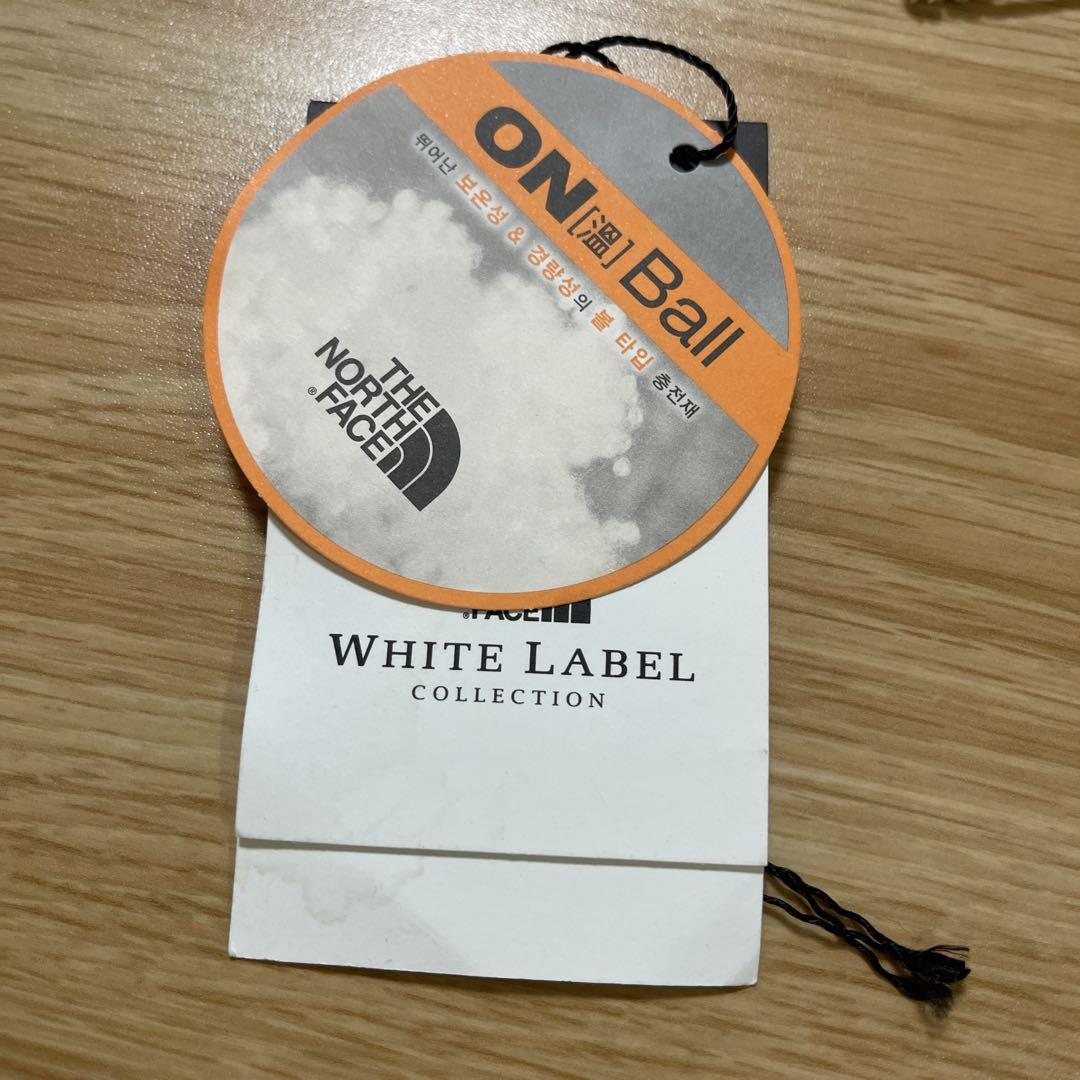 ON[溫] Ball
뛰어난 보온성 & 경량성의 볼 타입 충전재
THE
NORTH
®FACE
®FACE
WHITE LABEL
COLLECTION